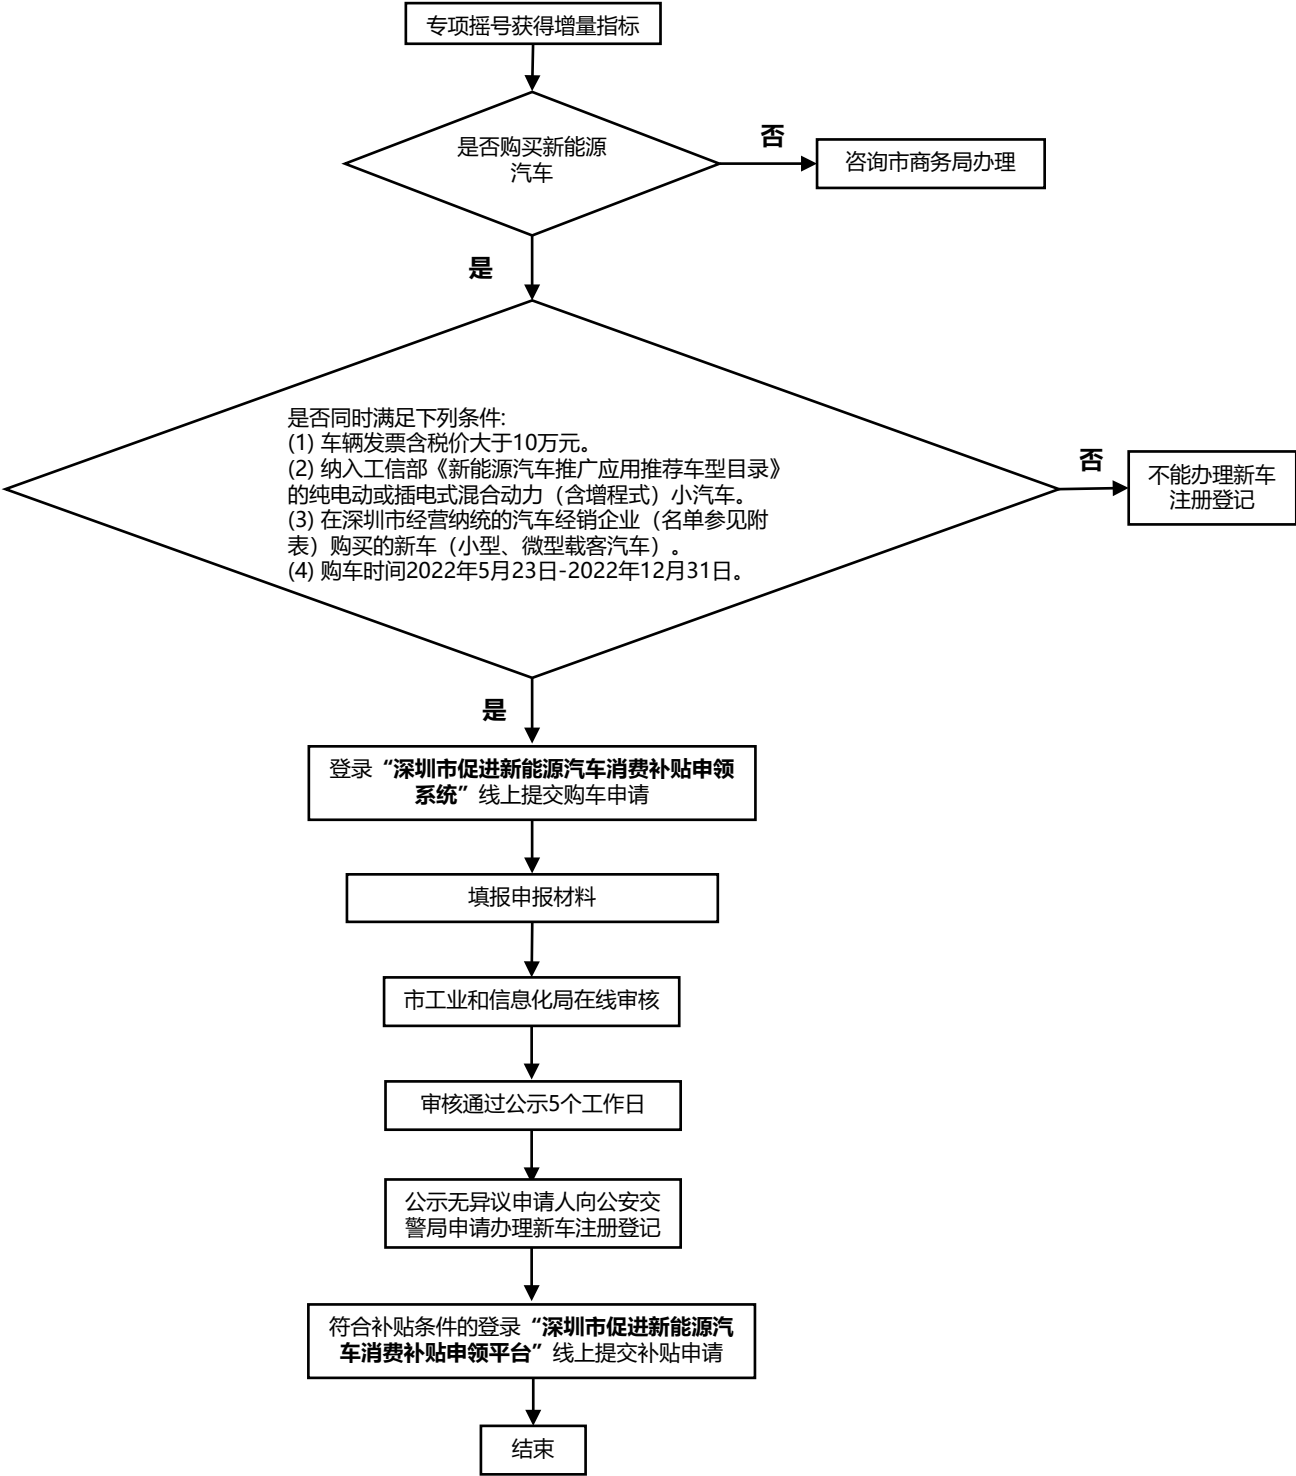 专项摇号获得增量指标
是否购买新能源
汽车
否
咨询市商务局办理
是
是否同时满足下列条件:
(1) 车辆发票含税价大于10万元。
(2) 纳入工信部《新能源汽车推广应用推荐车型目录》
的纯电动或插电式混合动力（含增程式）小汽车。
(3) 在深圳市经营纳统的汽车经销企业（名单参见附
表）购买的新车（小型、微型载客汽车）。
(4) 购车时间2022年5月23日-2022年12月31日。
否
不能办理新车
注册登记
是
登录“深圳市促进新能源汽车消费补贴申领
系统”线上提交购车申请
填报申报材料
市工业和信息化局在线审核
审核通过公示5个工作日
公示无异议申请人向公安交
警局申请办理新车注册登记
符合补贴条件的登录“深圳市促进新能源汽
车消费补贴申领平台”线上提交补贴申请
结束